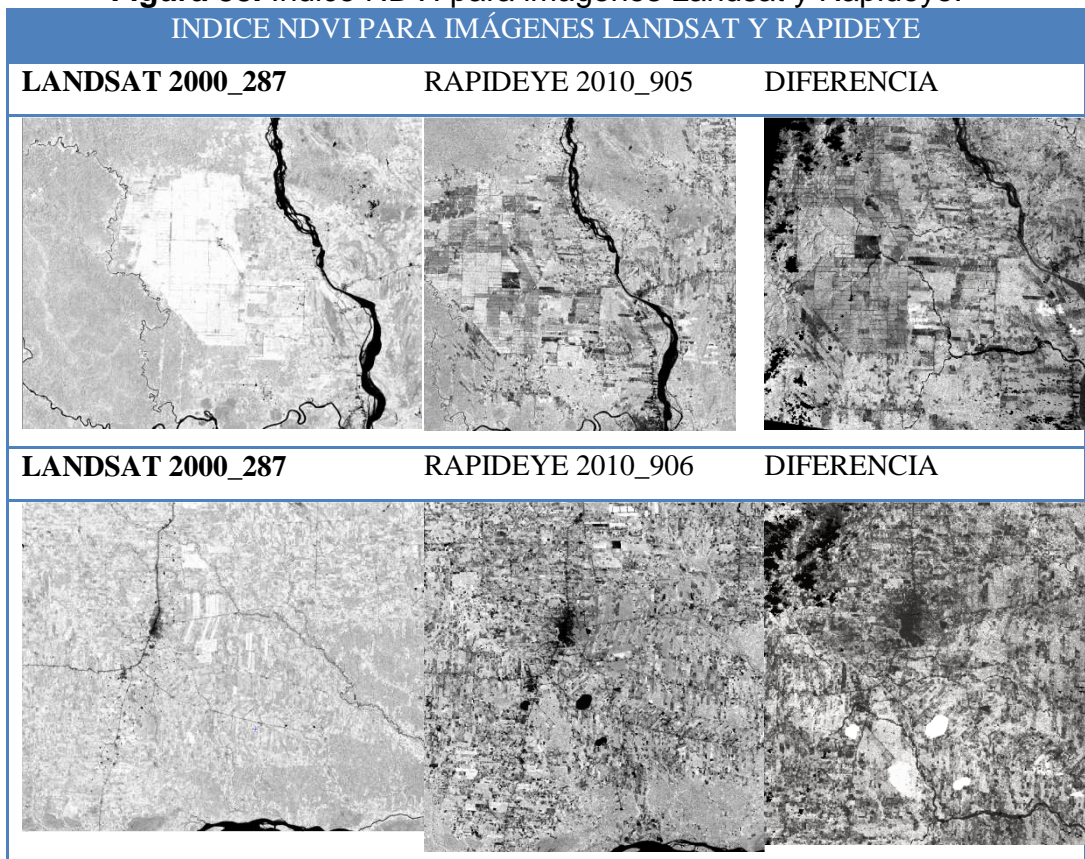 INDICE NDVI PARA IMÁGENES LANDSAT Y RAPIDEYE
LANDSAT 2000_287 RAPIDEYE 2010_905 DIFERENCIA
LANDSAT 2000_287 RAPIDEYE 2010_906 DIFERENCIA